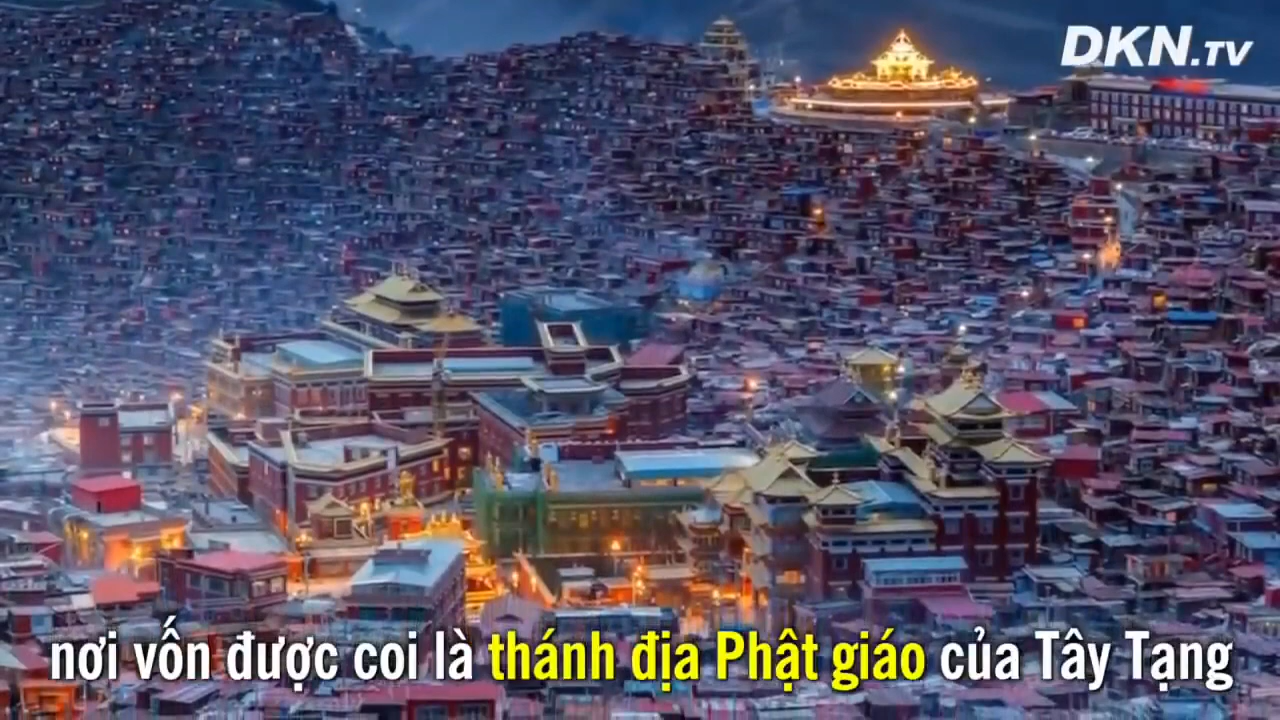 DKN.TV
nơi vốn được coi là thánh địa Phật giáo của Tây Tạng